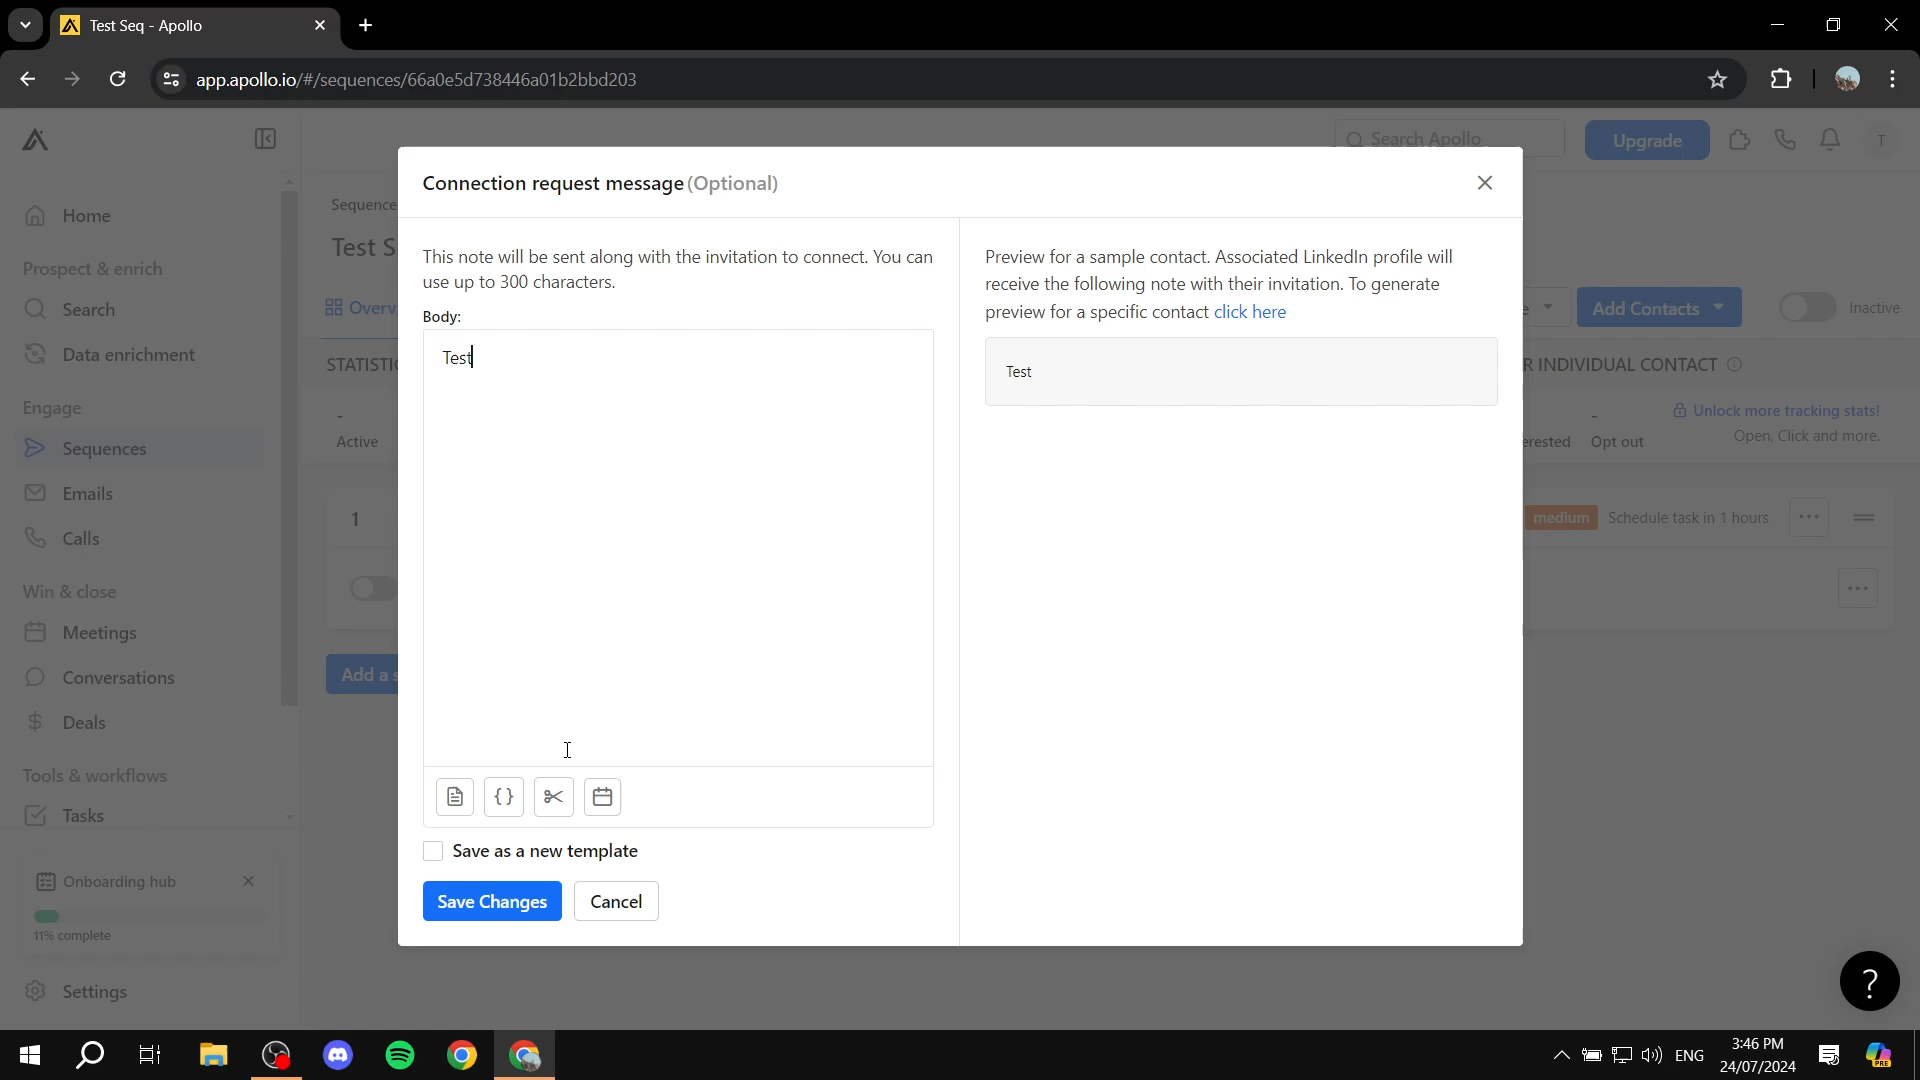 Test Seq - Apollo
app.apollo.io/#/sequences/66a0e5d738446a01b2bbd203
Search Apollo
Upgrade
T
Home
Prospect & enrich
Search
Data enrichment
Engage
Sequences
Emails
Calls
Win & close
Meetings
Conversations
Deals
Tools & workflows
Tasks
Onboarding hub
11% complete
Settings
Sequence
Test S
Overv
STATISTIC
-
Active
1
Add a s
Connection request message (Optional)
This note will be sent along with the invitation to connect. You can
use up to 300 characters.
Body:
Test
{}
Save as a new template
Save Changes
Cancel
Preview for a sample contact. Associated LinkedIn profile will
receive the following note with their invitation. To generate
preview for a specific contact click here
Test
e
Add Contacts
Inactive
R INDIVIDUAL CONTACT
-
erested
Opt out
Unlock more tracking stats!
Open, Click and more.
medium
Schedule task in 1 hours
?
ENG
3:46 PM
24/07/2024
PRE